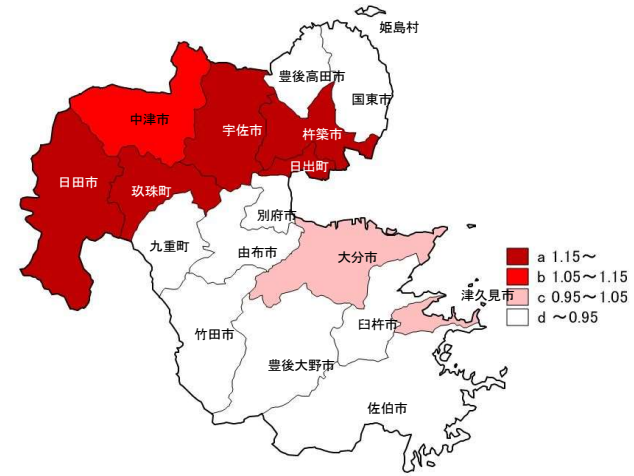 姫島村
豊後高田市
国東市
中津市
宇佐市
杵築市
日出町
日田市
玖珠町
別府市
九重町
由布市
大分市
a 1.15～
b 1.05～1.15
c 0.95～1.05
d ～0.95
津久見市
臼杵市
竹田市
豊後大野市
佐伯市